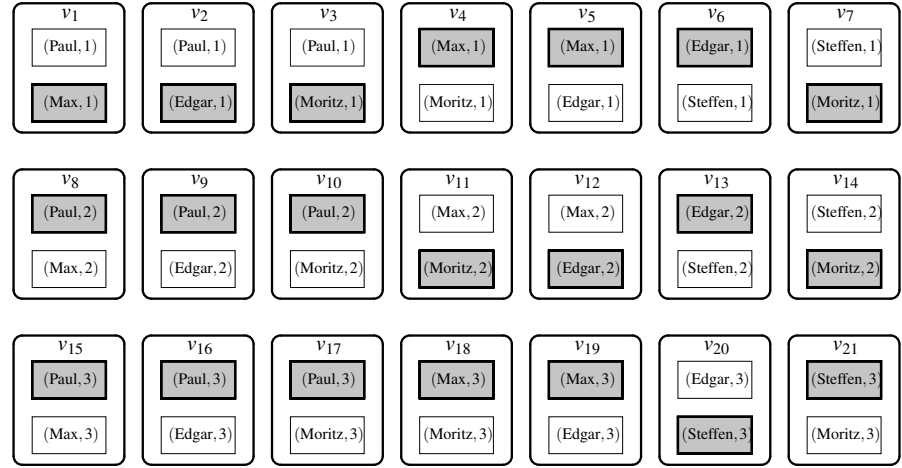 v1 v2 v3 v4 v5 v6 v7
(Paul, 1) (Paul, 1) (Paul, 1) (Max, 1) (Max, 1) (Edgar, 1) (Steffen, 1)
(Max, 1) (Edgar, 1) (Moritz, 1) (Moritz, 1) (Edgar, 1) (Steffen, 1) (Moritz, 1)
v8 v9 v10 v11 v12 v13 v14
(Paul, 2) (Paul, 2) (Paul, 2) (Max, 2) (Max, 2) (Edgar, 2) (Steffen, 2)
(Max, 2) (Edgar, 2) (Moritz, 2) (Moritz, 2) (Edgar, 2) (Steffen, 2) (Moritz, 2)
v15 v16 v17 v18 v19 v20 v21
(Paul, 3) (Paul, 3) (Paul, 3) (Max, 3) (Max, 3) (Edgar, 3) (Steffen, 3)
(Max, 3) (Edgar, 3) (Moritz, 3) (Moritz, 3) (Edgar, 3) (Steffen, 3) (Moritz, 3)